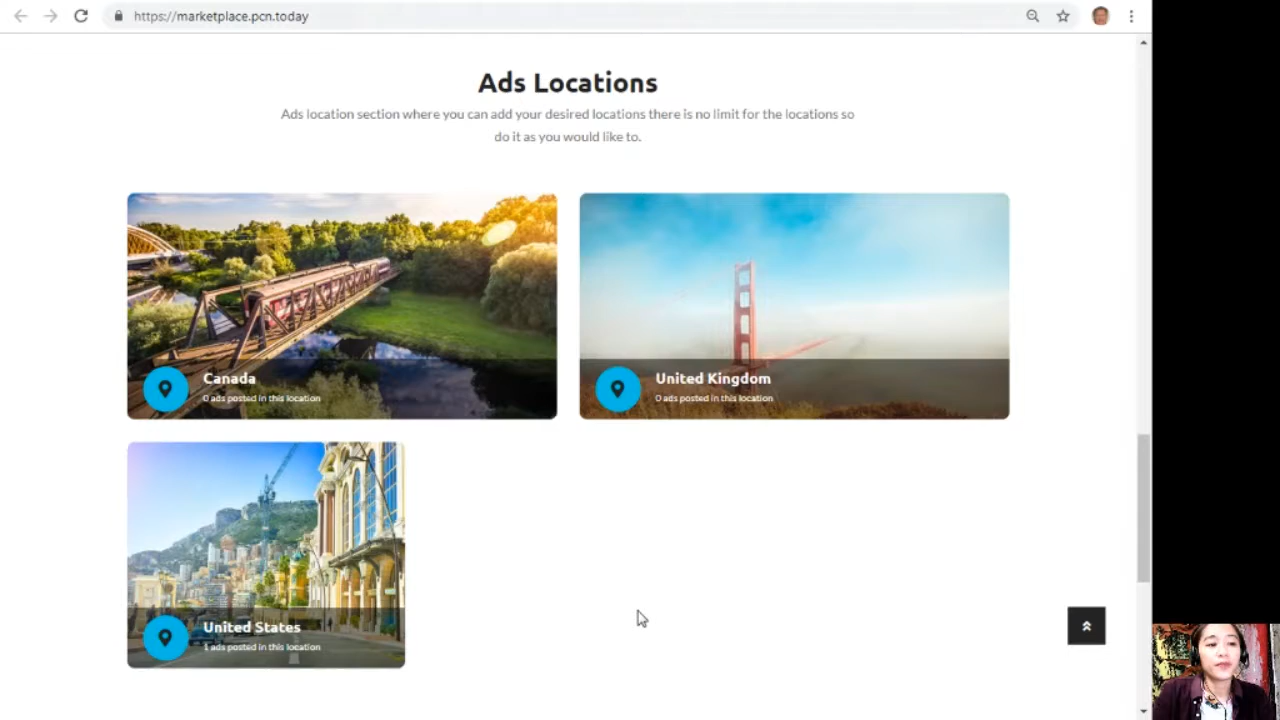 https://marketplace.pcn.today
Ads Locations
Ads location section where you can add your desired locations there is no limit for the locations so
do it as you would like to.
Canada
0 ads posted in this location
United Kingdom
0 ads posted in this location
United States
1 ads posted in this location